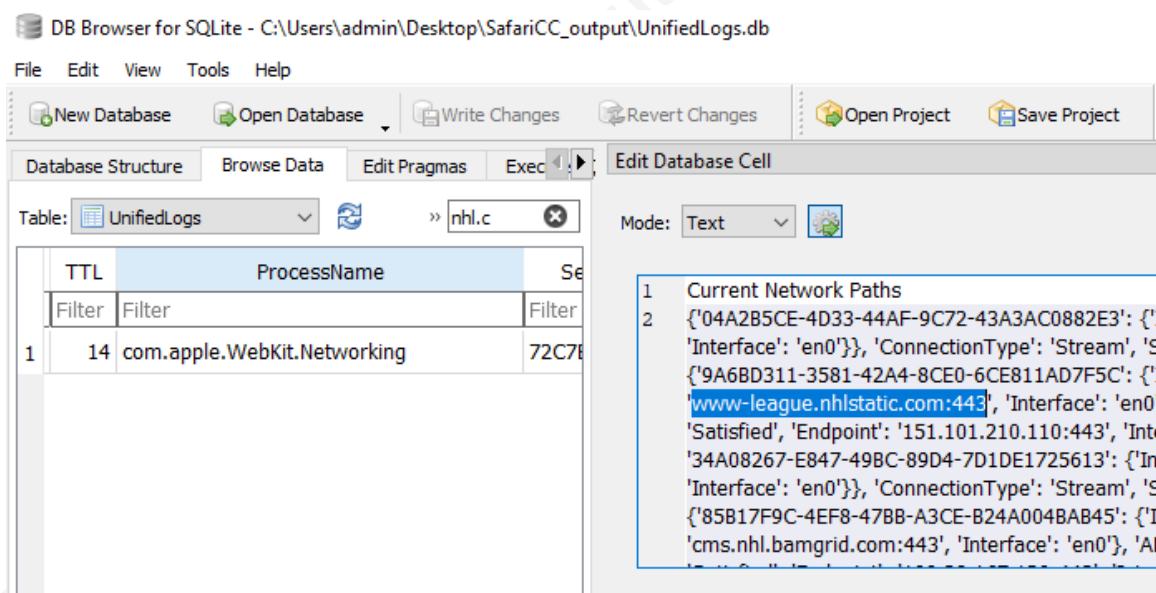 DB Browser for SQLite - C:\Users\admin\Desktop\SafariCC_output\UnifiedLogs.db
File Edit View Tools Help
New Database Open Database Write Changes Revert Changes Open Project Save Project
Database Structure Browse Data Edit Pragmas Exec
Edit Database Cell
Table: UnifiedLogs » nhl.c
Mode: Text
TTL ProcessName Se
Filter Filter Filter
1 14 com.apple.WebKit.Networking 72C7E
1 Current Network Paths
2 {'04A2B5CE-4D33-44AF-9C72-43A3AC0882E3': {'
'Interface': 'en0'}}, 'ConnectionType': 'Stream', 'S
{'9A6BD311-3581-42A4-8CE0-6CE811AD7F5C': {'
'www-league.nhlstatic.com:443', 'Interface': 'en0
'Satisfied', 'Endpoint': '151.101.210.110:443', 'Int
'34A08267-E847-49BC-89D4-7D1DE1725613': {'In
'Interface': 'en0'}}, 'ConnectionType': 'Stream', 'S
{'85B17F9C-4EF8-47BB-A3CE-B24A004BAB45': {'I
'cms.nhl.bamgrid.com:443', 'Interface': 'en0'}, 'Al